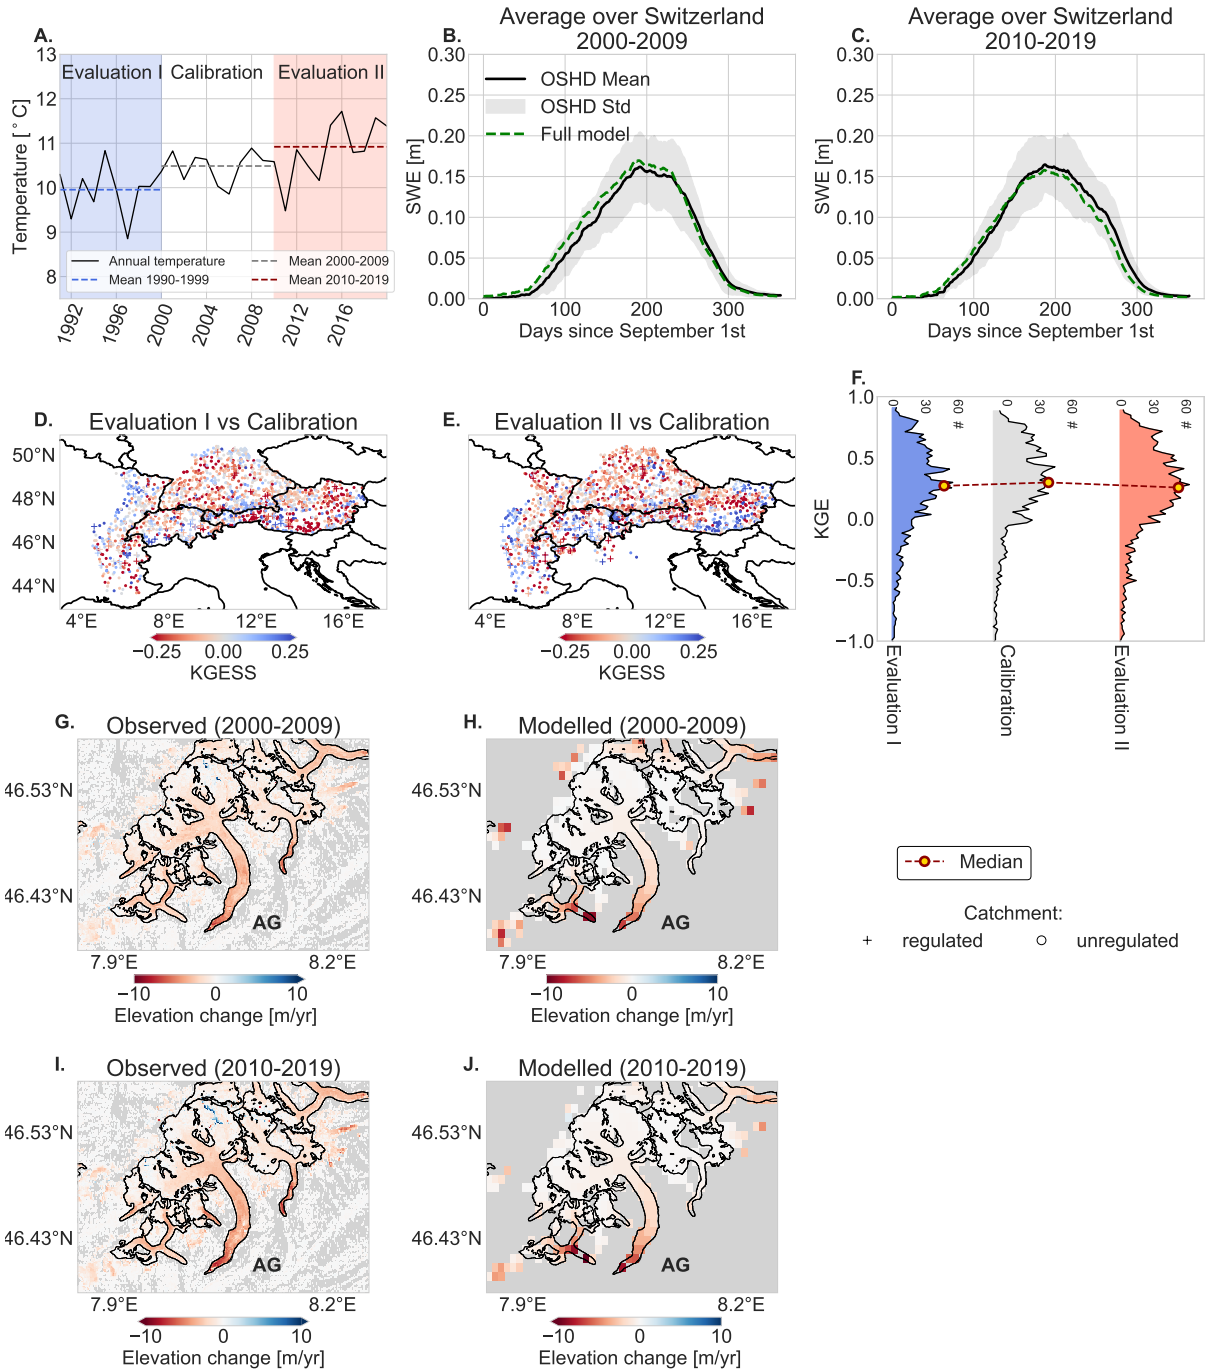 A.
Evaluation I
Calibration
Evaluation II
Temperature [°C]
13
12
11
10
9
8
Annual temperature
Mean 1990-1999
Mean 2000-2009
Mean 2010-2019
1992
1996
2000
2004
2008
2012
2016
B.
Average over Switzerland
2000-2009
SWE [m]
0.30
0.25
0.20
0.15
0.10
0.05
0.00
OSHD Mean
OSHD Std
Full model
0
100
200
300
Days since September 1st
C.
Average over Switzerland
2010-2019
SWE [m]
0.30
0.25
0.20
0.15
0.10
0.05
0.00
0
100
200
300
Days since September 1st
D.
Evaluation I vs Calibration
50°N
48°N
46°N
44°N
4°E
8°E
12°E
16°E
−0.25
0.00
0.25
KGESS
E.
Evaluation II vs Calibration
4°E
8°E
12°E
16°E
−0.25
0.00
0.25
KGESS
F.
KGE
1.0
0.5
0.0
−0.5
−1.0
0
30
60
#
0
30
60
#
0
30
60
#
Evaluation I
Calibration
Evaluation II
G.
Observed (2000-2009)
46.53°N
46.43°N
AG
7.9°E
8.2°E
−10
0
10
Elevation change [m/yr]
H.
Modelled (2000-2009)
46.53°N
46.43°N
AG
7.9°E
8.2°E
−10
0
10
Elevation change [m/yr]
Median
Catchment:
regulated
unregulated
I.
Observed (2010-2019)
46.53°N
46.43°N
AG
7.9°E
8.2°E
−10
0
10
Elevation change [m/yr]
J.
Modelled (2010-2019)
46.53°N
46.43°N
AG
7.9°E
8.2°E
−10
0
10
Elevation change [m/yr]